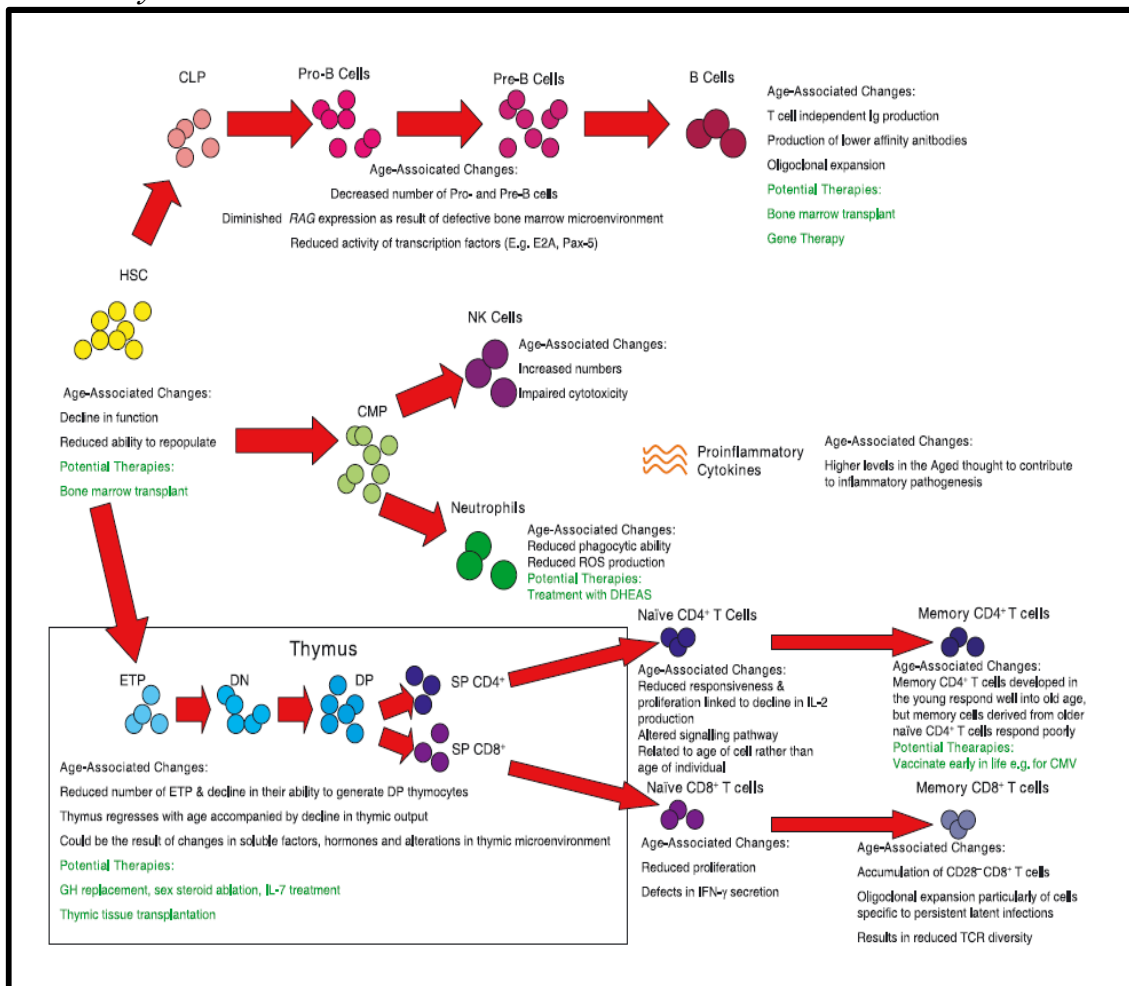 CLP
Pro-B Cells
Pre-B Cells
B Cells
Age-Associated Changes:
T cell independent Ig production
Production of lower affinity anitbodies
Oligoclonal expansion
Potential Therapies:
Bone marrow transplant
Gene Therapy
Age-Assoicated Changes:
Decreased number of Pro- and Pre-B cells
Diminished RAG expression as result of defective bone marrow microenvironment
Reduced activity of transcription factors (E.g. E2A, Pax-5)
HSC
Age-Associated Changes:
Decline in function
Reduced ability to repopulate
Potential Therapies:
Bone marrow transplant
CMP
NK Cells
Age-Associated Changes:
Increased numbers
Impaired cytotoxicity
Proinflammatory
Cytokines
Age-Associated Changes:
Higher levels in the Aged thought to contribute
to inflammatory pathogenesis
Neutrophils
Age-Associated Changes:
Reduced phagocytic ability
Reduced ROS production
Potential Therapies:
Treatment with DHEAS
Thymus
ETP
DN
DP
SP CD4⁺
SP CD8⁺
Age-Associated Changes:
Reduced number of ETP & decline in their ability to generate DP thymocytes
Thymus regresses with age accompanied by decline in thymic output
Could be the result of changes in soluble factors, hormones and alterations in thymic microenvironment
Potential Therapies:
GH replacement, sex steroid ablation, IL-7 treatment
Thymic tissue transplantation
Naïve CD4⁺ T Cells
Age-Associated Changes:
Reduced responsiveness &
proliferation linked to decline in IL-2
production
Altered signalling pathway
Related to age of cell rather than
age of individual
Memory CD4⁺ T cells
Age-Associated Changes:
Memory CD4⁺ T cells developed in
the young respond well into old age,
but memory cells derived from older
naïve CD4⁺ T cells respond poorly
Potential Thearapies:
Vaccinate early in life e.g. for CMV
Naïve CD8⁺ T Cells
Age-Associated Changes:
Reduced proliferation
Defects in IFN-γ secretion
Memory CD8⁺ T cells
Age-Associated Changes:
Accumulation of CD28⁻ CD8⁺ T cells
Oligoclonal expansion particularly of cells
specific to persistent latent infections
Results in reduced TCR diversity